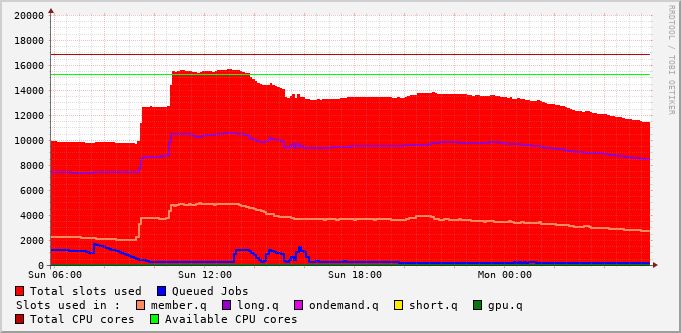 20000
18000
16000
14000
12000
10000
8000
6000
4000
2000
0
Sun 06:00 Sun 12:00 Sun 18:00 Mon 00:00
RRDTOOL / TOBI OETIKER
Total slots used Queued Jobs
Slots used in : member.q long.q ondemand.q short.q gpu.q
Total CPU cores Available CPU cores